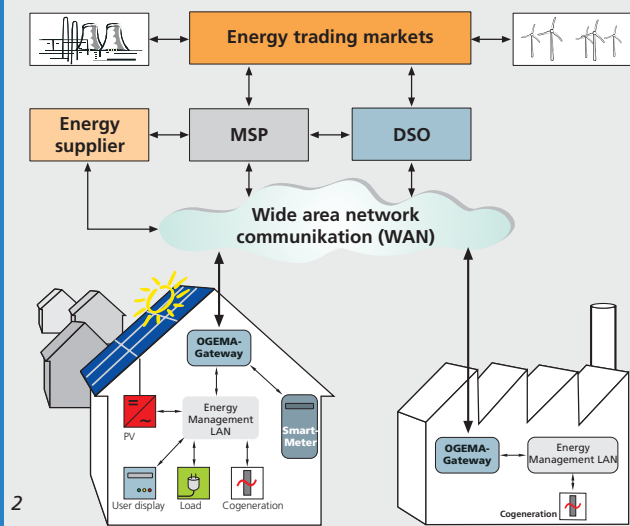 Energy trading markets
Energy
supplier
MSP
DSO
Wide area network
communikation (WAN)
OGEMA-
Gateway
Energy
Management
LAN
Smart-
Meter
PV
User display
Load
Cogeneration
OGEMA-
Gateway
Energy
Management LAN
Cogeneration
2